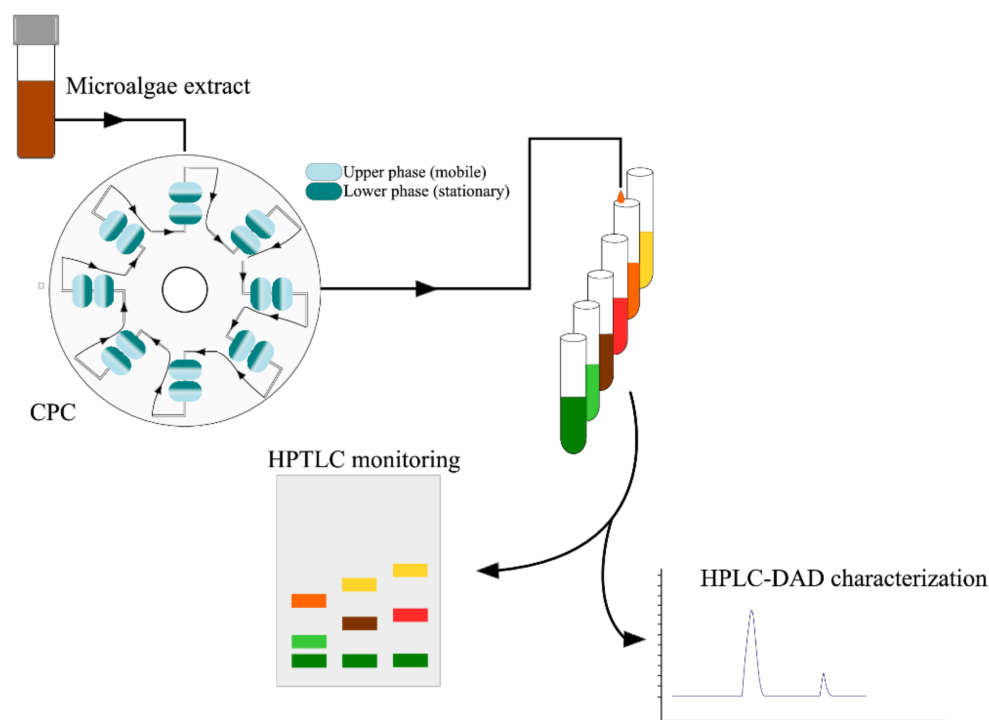 Microalgae extract
Upper phase (mobile)
Lower phase (stationary)
CPC
HPTLC monitoring
HPLC-DAD characterization